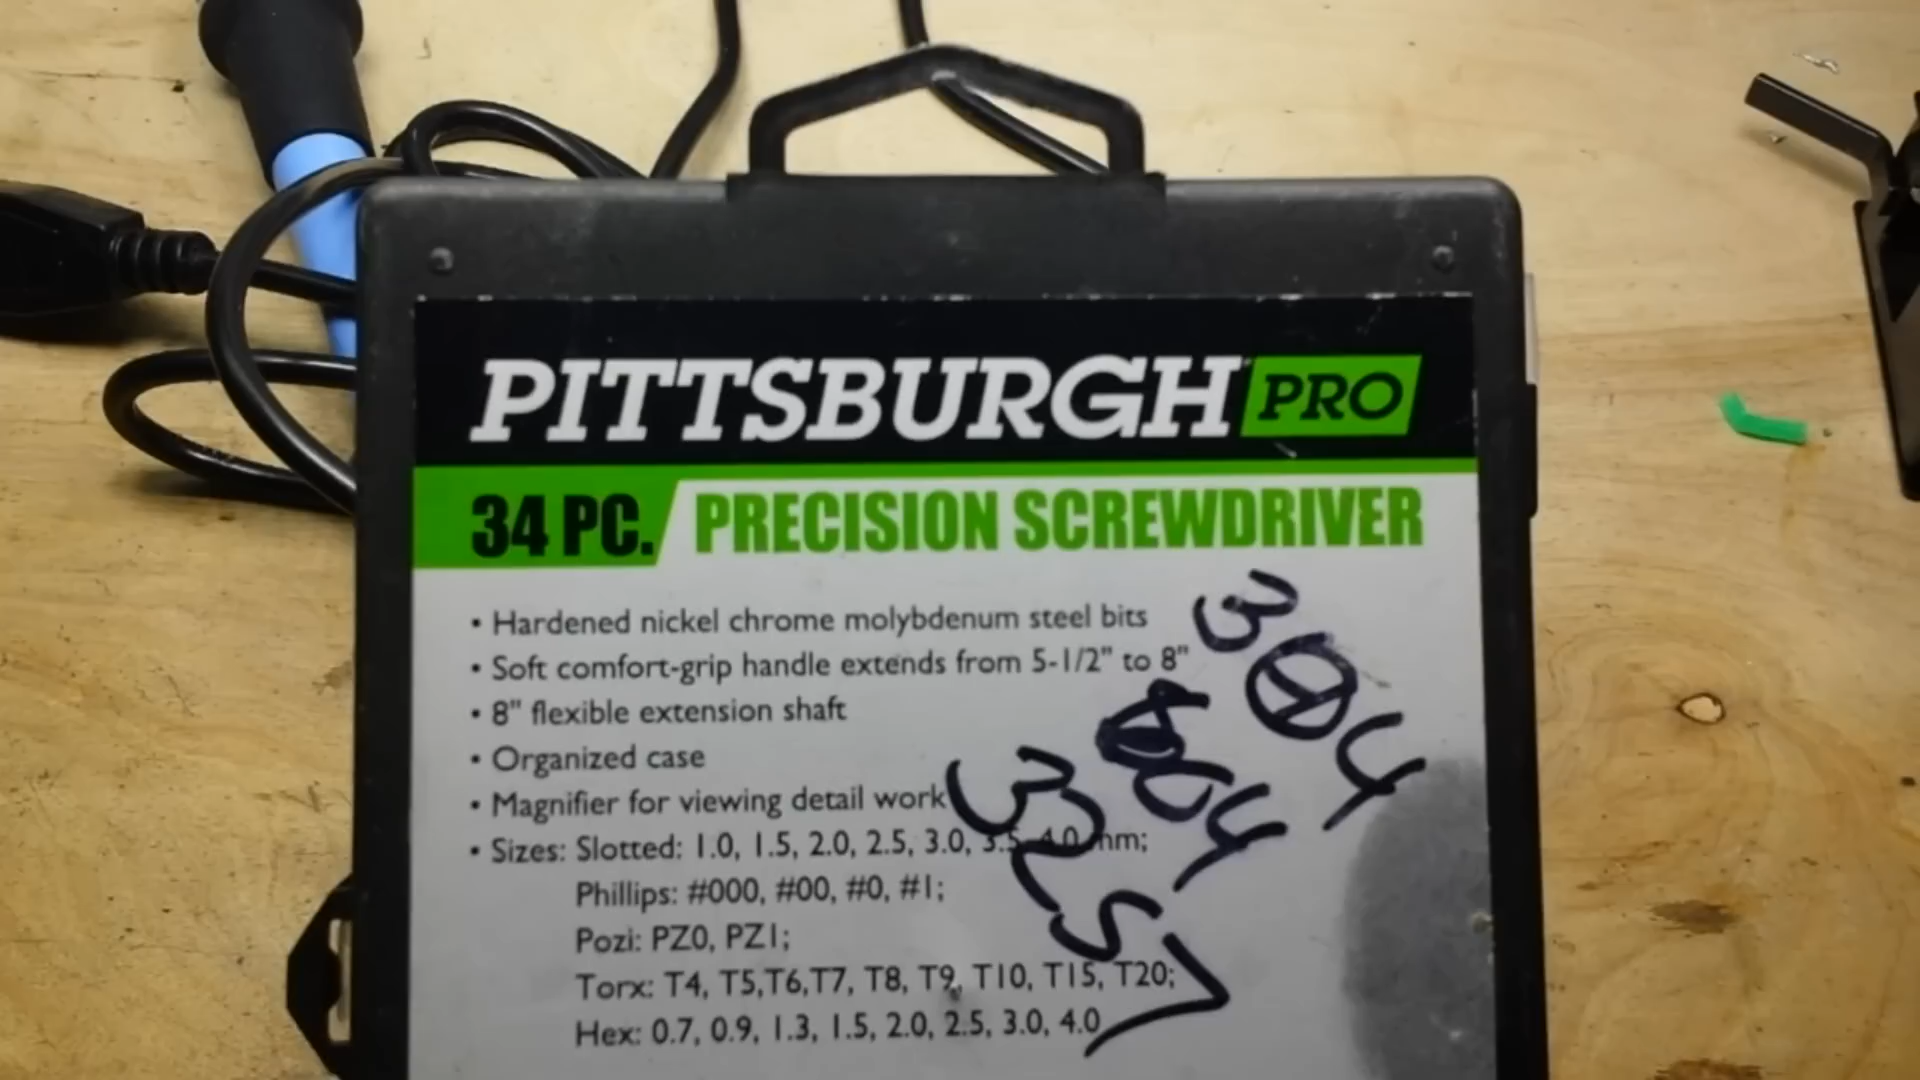 PITTSBURGH PRO
34 PC. PRECISION SCREWDRIVER
• Hardened nickel chrome molybdenum steel bits
• Soft comfort-grip handle extends from 5-1/2" to 8"
• 8" flexible extension shaft
• Organized case
• Magnifier for viewing detail work
• Sizes: Slotted: 1.0, 1.5, 2.0, 2.5, 3.0, 3.5, 4.0 mm;
Phillips: #000, #00, #0, #1;
Pozi: PZ0, PZ1;
Torx: T4, T5,T6,T7, T8, T9, T10, T15, T20;
Hex: 0.7, 0.9, 1.3, 1.5, 2.0, 2.5, 3.0, 4.0
304
3257